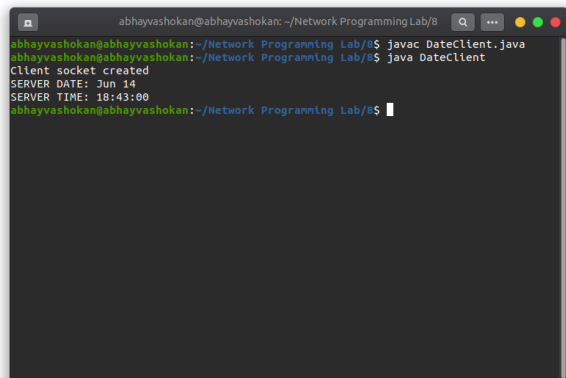 abhayvashokan@abhayvashokan: ~/Network Programming Lab/8
abhayvashokan@abhayvashokan:~/Network Programming Lab/8$ javac DateClient.java
abhayvashokan@abhayvashokan:~/Network Programming Lab/8$ java DateClient
Client socket created
SERVER DATE: Jun 14
SERVER TIME: 18:43:00
abhayvashokan@abhayvashokan:~/Network Programming Lab/8$